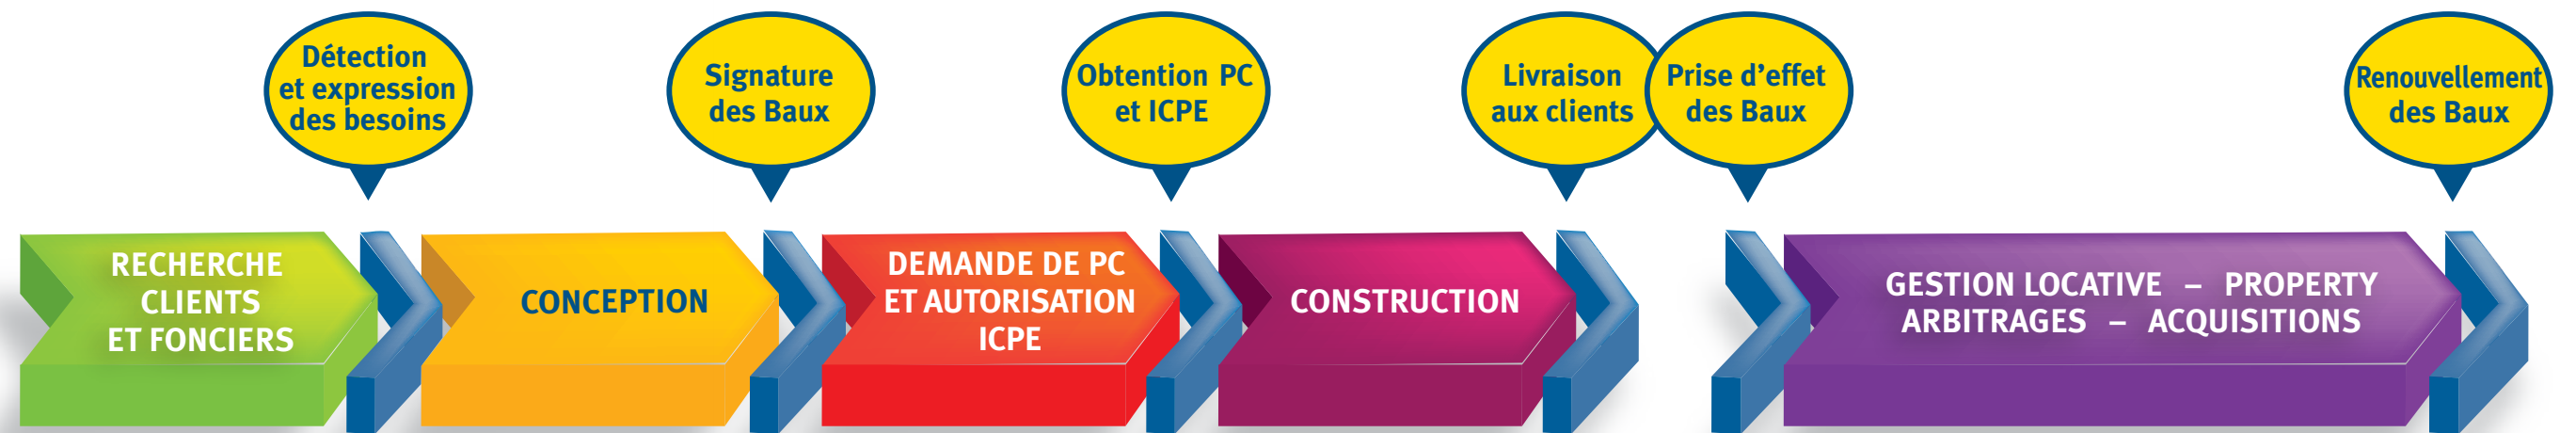 Détection
et expression
des besoins
Signature
des Baux
Obtention PC
et ICPE
Livraison
aux clients
Prise d’effet
des Baux
Renouvellement
des Baux
RECHERCHE
CLIENTS
ET FONCIERS
CONCEPTION
DEMANDE DE PC
ET AUTORISATION
ICPE
CONSTRUCTION
GESTION LOCATIVE – PROPERTY
ARBITRAGES – ACQUISITIONS